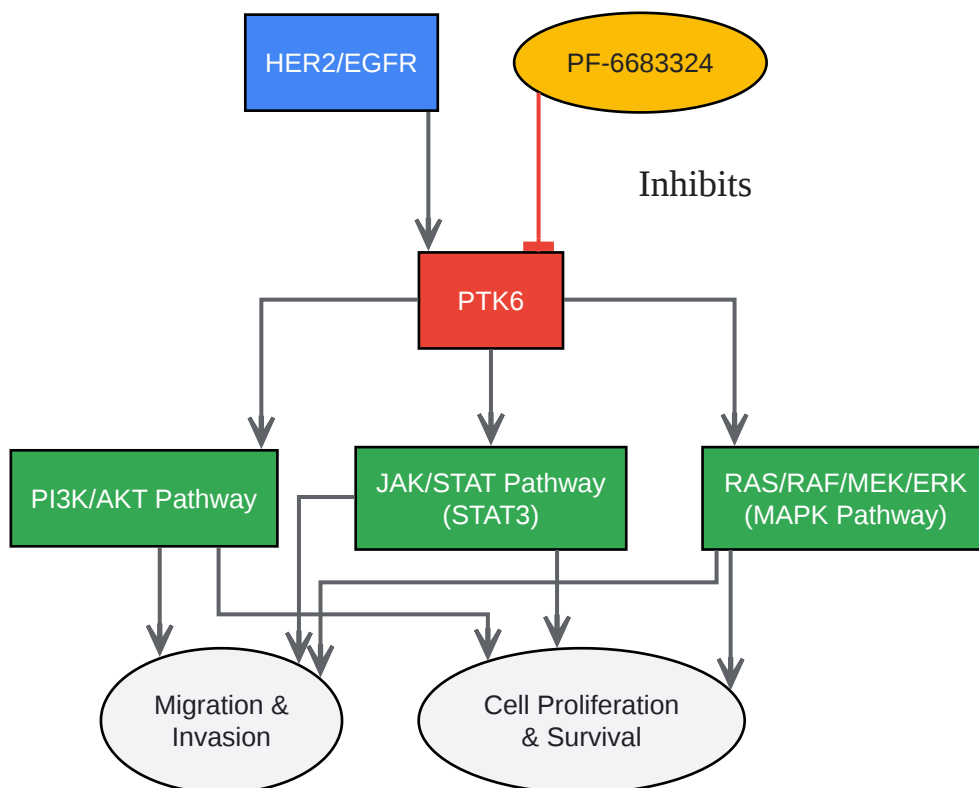 HER2/EGFR
PF-6683324
Inhibits
PTK6
PI3K/AKT Pathway
JAK/STAT Pathway
(STAT3)
RAS/RAF/MEK/ERK
(MAPK Pathway)
Migration &
Invasion
Cell Proliferation
& Survival